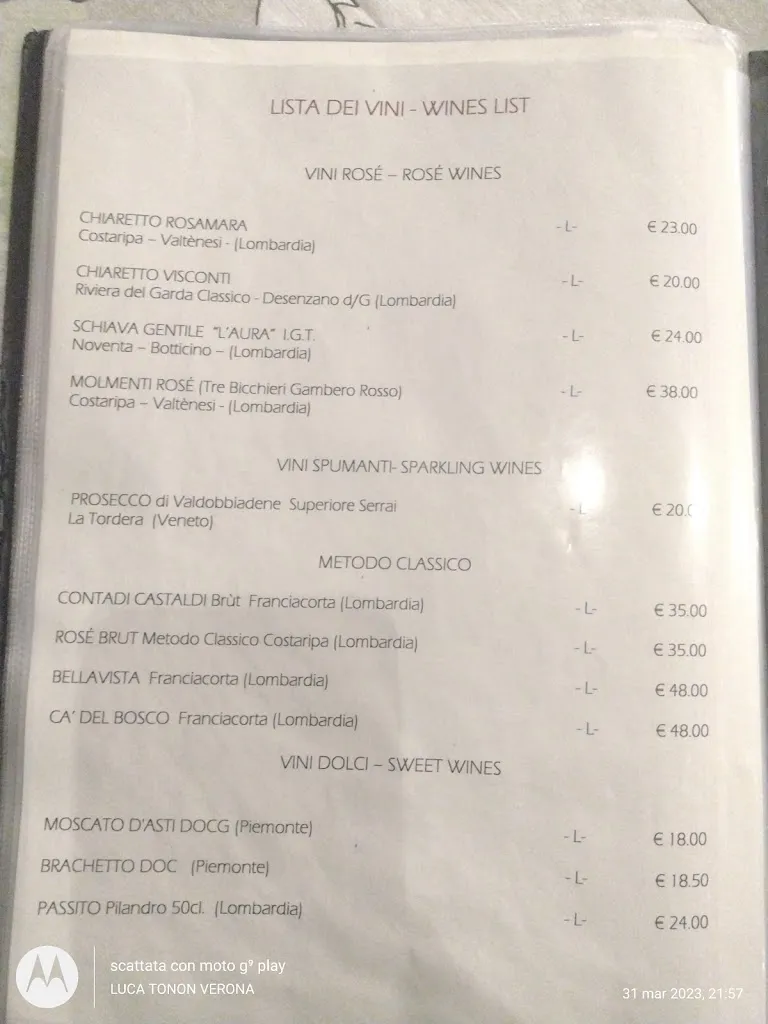 LISTA DEI VINI - WINES LIST
VINI ROSÉ – ROSÉ WINES
CHIARETTO ROSAMARA -L- € 23.00
Costaripa – Valtènesi - (Lombardia)
CHIARETTO VISCONTI -L- € 20.00
Riviera del Garda Classico - Desenzano d/G (Lombardia)
SCHIAVA GENTILE "L'AURA" I.G.T. -L- € 24.00
Noventa – Botticino – (Lombardia)
MOLMENTI ROSÉ (Tre Bicchieri Gambero Rosso) -L- € 38.00
Costaripa – Valtènesi - (Lombardia)
VINI SPUMANTI- SPARKLING WINES
PROSECCO di Valdobbiadene Superiore Serrai -L € 20.0
La Tordera (Veneto)
METODO CLASSICO
CONTADI CASTALDI Brùt Franciacorta (Lombardia) -L- € 35.00
ROSÉ BRUT Metodo Classico Costaripa (Lombardia) -L- € 35.00
BELLAVISTA Franciacorta (Lombardia) -L- € 48.00
CA' DEL BOSCO Franciacorta (Lombardia) -L- € 48.00
VINI DOLCI – SWEET WINES
MOSCATO D'ASTI DOCG (Piemonte) -L- € 18.00
BRACHETTO DOC (Piemonte) -L- € 18.50
PASSITO Pilandro 50cl. (Lombardia) -L- € 24.00
scattata con moto g⁹ play
LUCA TONON VERONA
31 mar 2023, 21:57